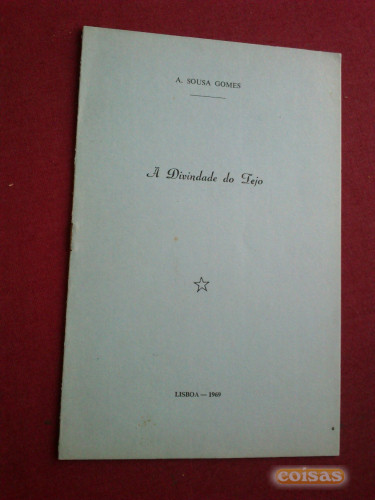 A. SOUSA GOMES
À Divindade do Tejo
LISBOA — 1969
coisas